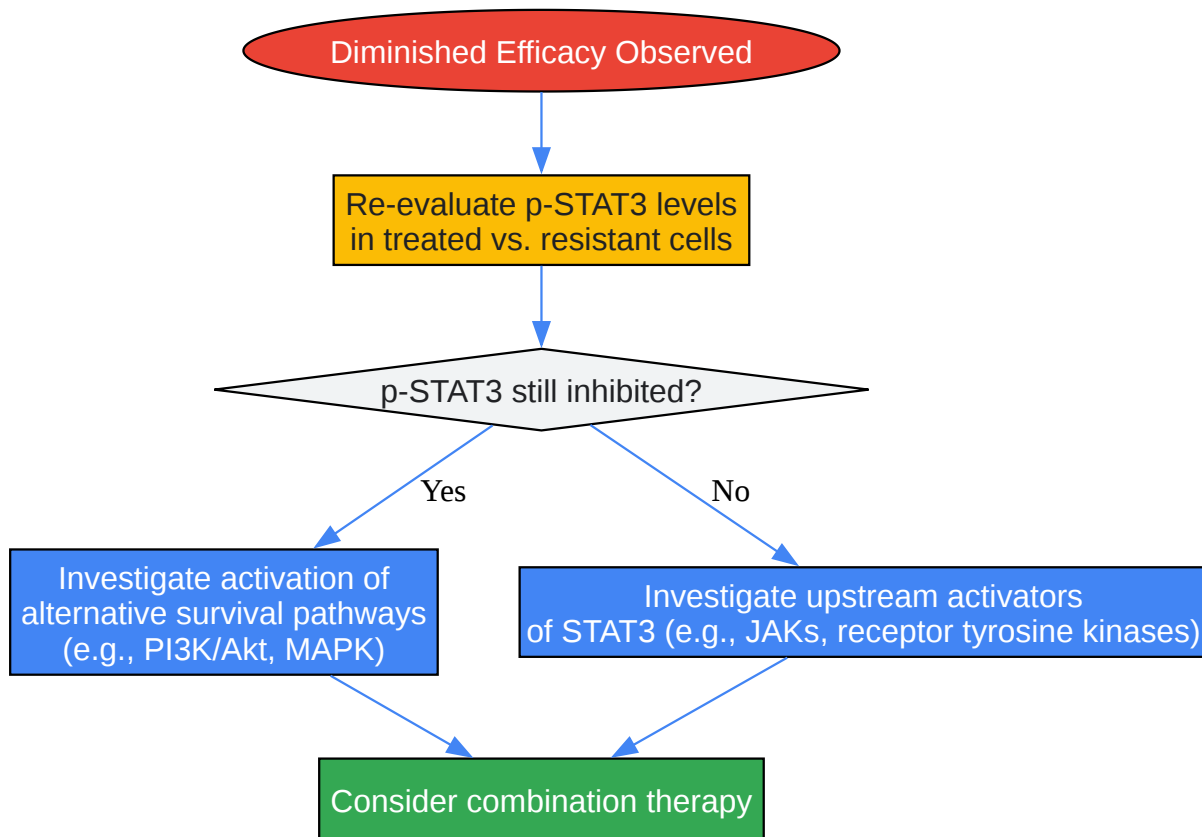 Diminished Efficacy Observed
Re-evaluate p-STAT3 levels
in treated vs. resistant cells
p-STAT3 still inhibited?
Yes
No
Investigate activation of
alternative survival pathways
(e.g., PI3K/Akt, MAPK)
Investigate upstream activators
of STAT3 (e.g., JAKs, receptor tyrosine kinases)
Consider combination therapy